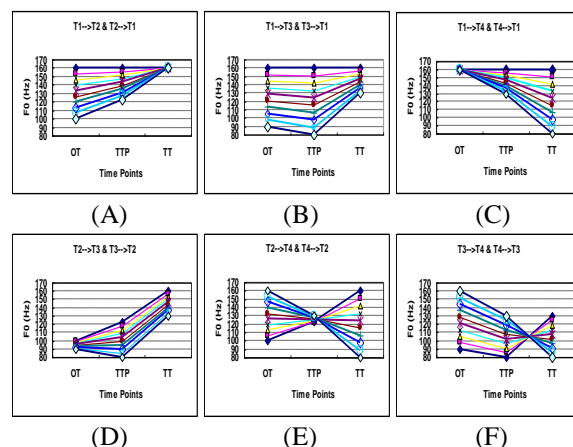 T1-->T2 & T2-->T1
F0 (Hz)
170
160
150
140
130
120
110
100
90
80
OT TTP TT
Time Points
(A)
T1-->T3 & T3-->T1
F0 (Hz)
170
160
150
140
130
120
110
100
90
80
OT TTP TT
Time Points
(B)
T1-->T4 & T4-->T1
F0 (Hz)
170
160
150
140
130
120
110
100
90
80
OT TTP TT
Time Points
(C)
T2-->T3 & T3-->T2
F0 (Hz)
170
160
150
140
130
120
110
100
90
80
OT TTP TT
Time Points
(D)
T2-->T4 & T4-->T2
F0 (Hz)
170
160
150
140
130
120
110
100
90
80
OT TTP TT
Time Points
(E)
T3-->T4 & T4-->T3
F0 (Hz)
170
160
150
140
130
120
110
100
90
80
OT TTP TT
Time Points
(F)